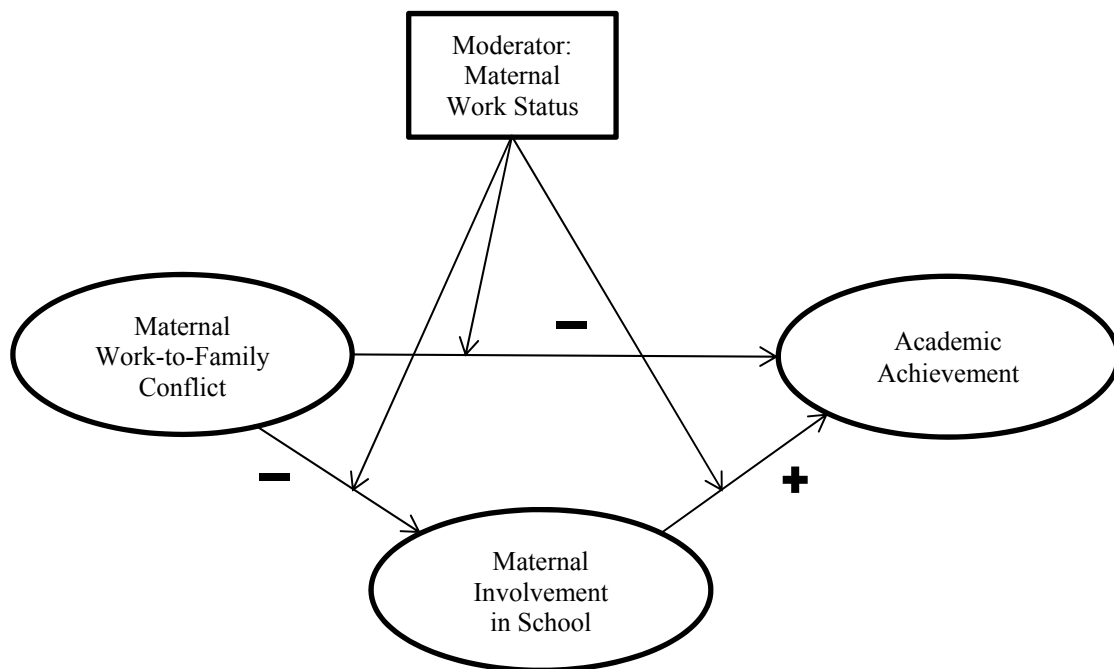 Moderator:
Maternal
Work Status
−
Maternal
Work-to-Family
Conflict
Academic
Achievement
−
+
Maternal
Involvement
in School